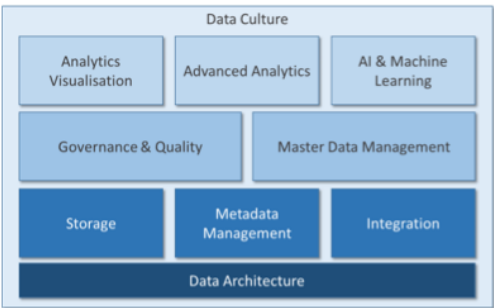 Data Culture
Analytics
Visualisation
Advanced Analytics
AI & Machine
Learning
Governance & Quality
Master Data Management
Storage
Metadata
Management
Integration
Data Architecture